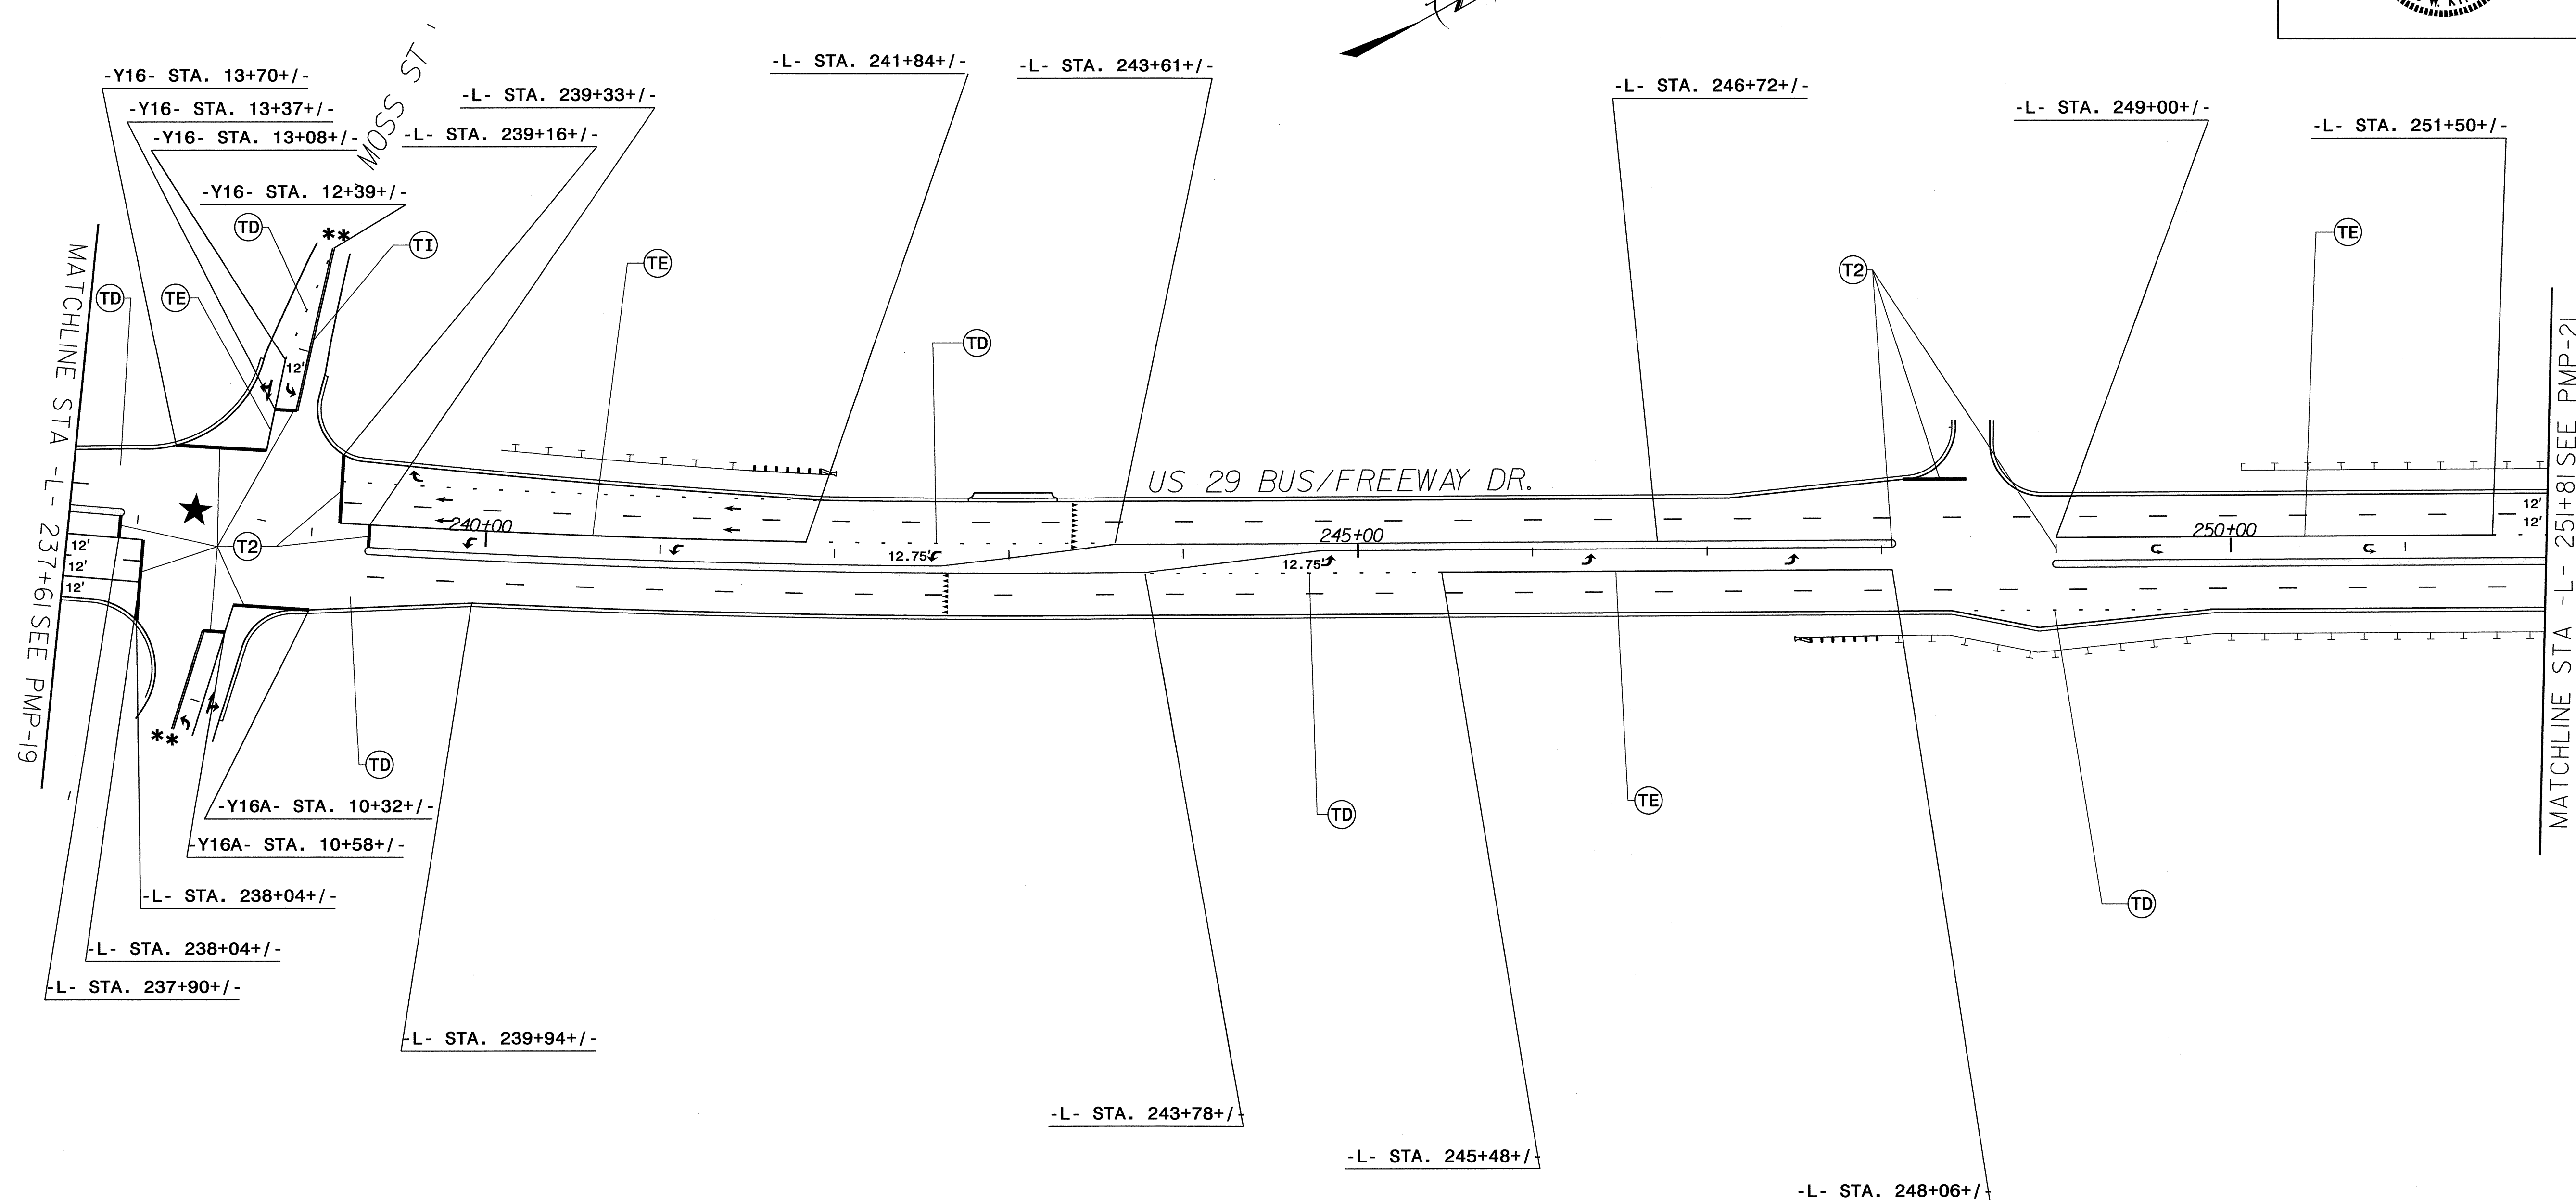 -Y16- STA. 13+70+/-
-Y16- STA. 13+37+/-
-Y16- STA. 13+08+/-
-Y16- STA. 12+39+/-
MOSS ST
-L- STA. 239+33+/-
-L- STA. 239+16+/-
-L- STA. 241+84+/-
-L- STA. 243+61+/-
-L- STA. 246+72+/-
-L- STA. 249+00+/-
-L- STA. 251+50+/-
TD
**
TI
TD
TE
TE
TD
T2
TE
12'
MATCHLINE STA -L- 237+61 SEE PMP-19
US 29 BUS/FREEWAY DR.
240+00
245+00
250+00
12.75'
12.75'
12'
12'
12'
12'
12'
T2
**
TD
TD
TE
TD
MATCHLINE STA -L- 251+81 SEE PMP-21
-Y16A- STA. 10+32+/-
-Y16A- STA. 10+58+/-
-L- STA. 238+04+/-
-L- STA. 238+04+/-
-L- STA. 237+90+/-
-L- STA. 239+94+/-
-L- STA. 243+78+/-
-L- STA. 245+48+/-
-L- STA. 248+06+/-